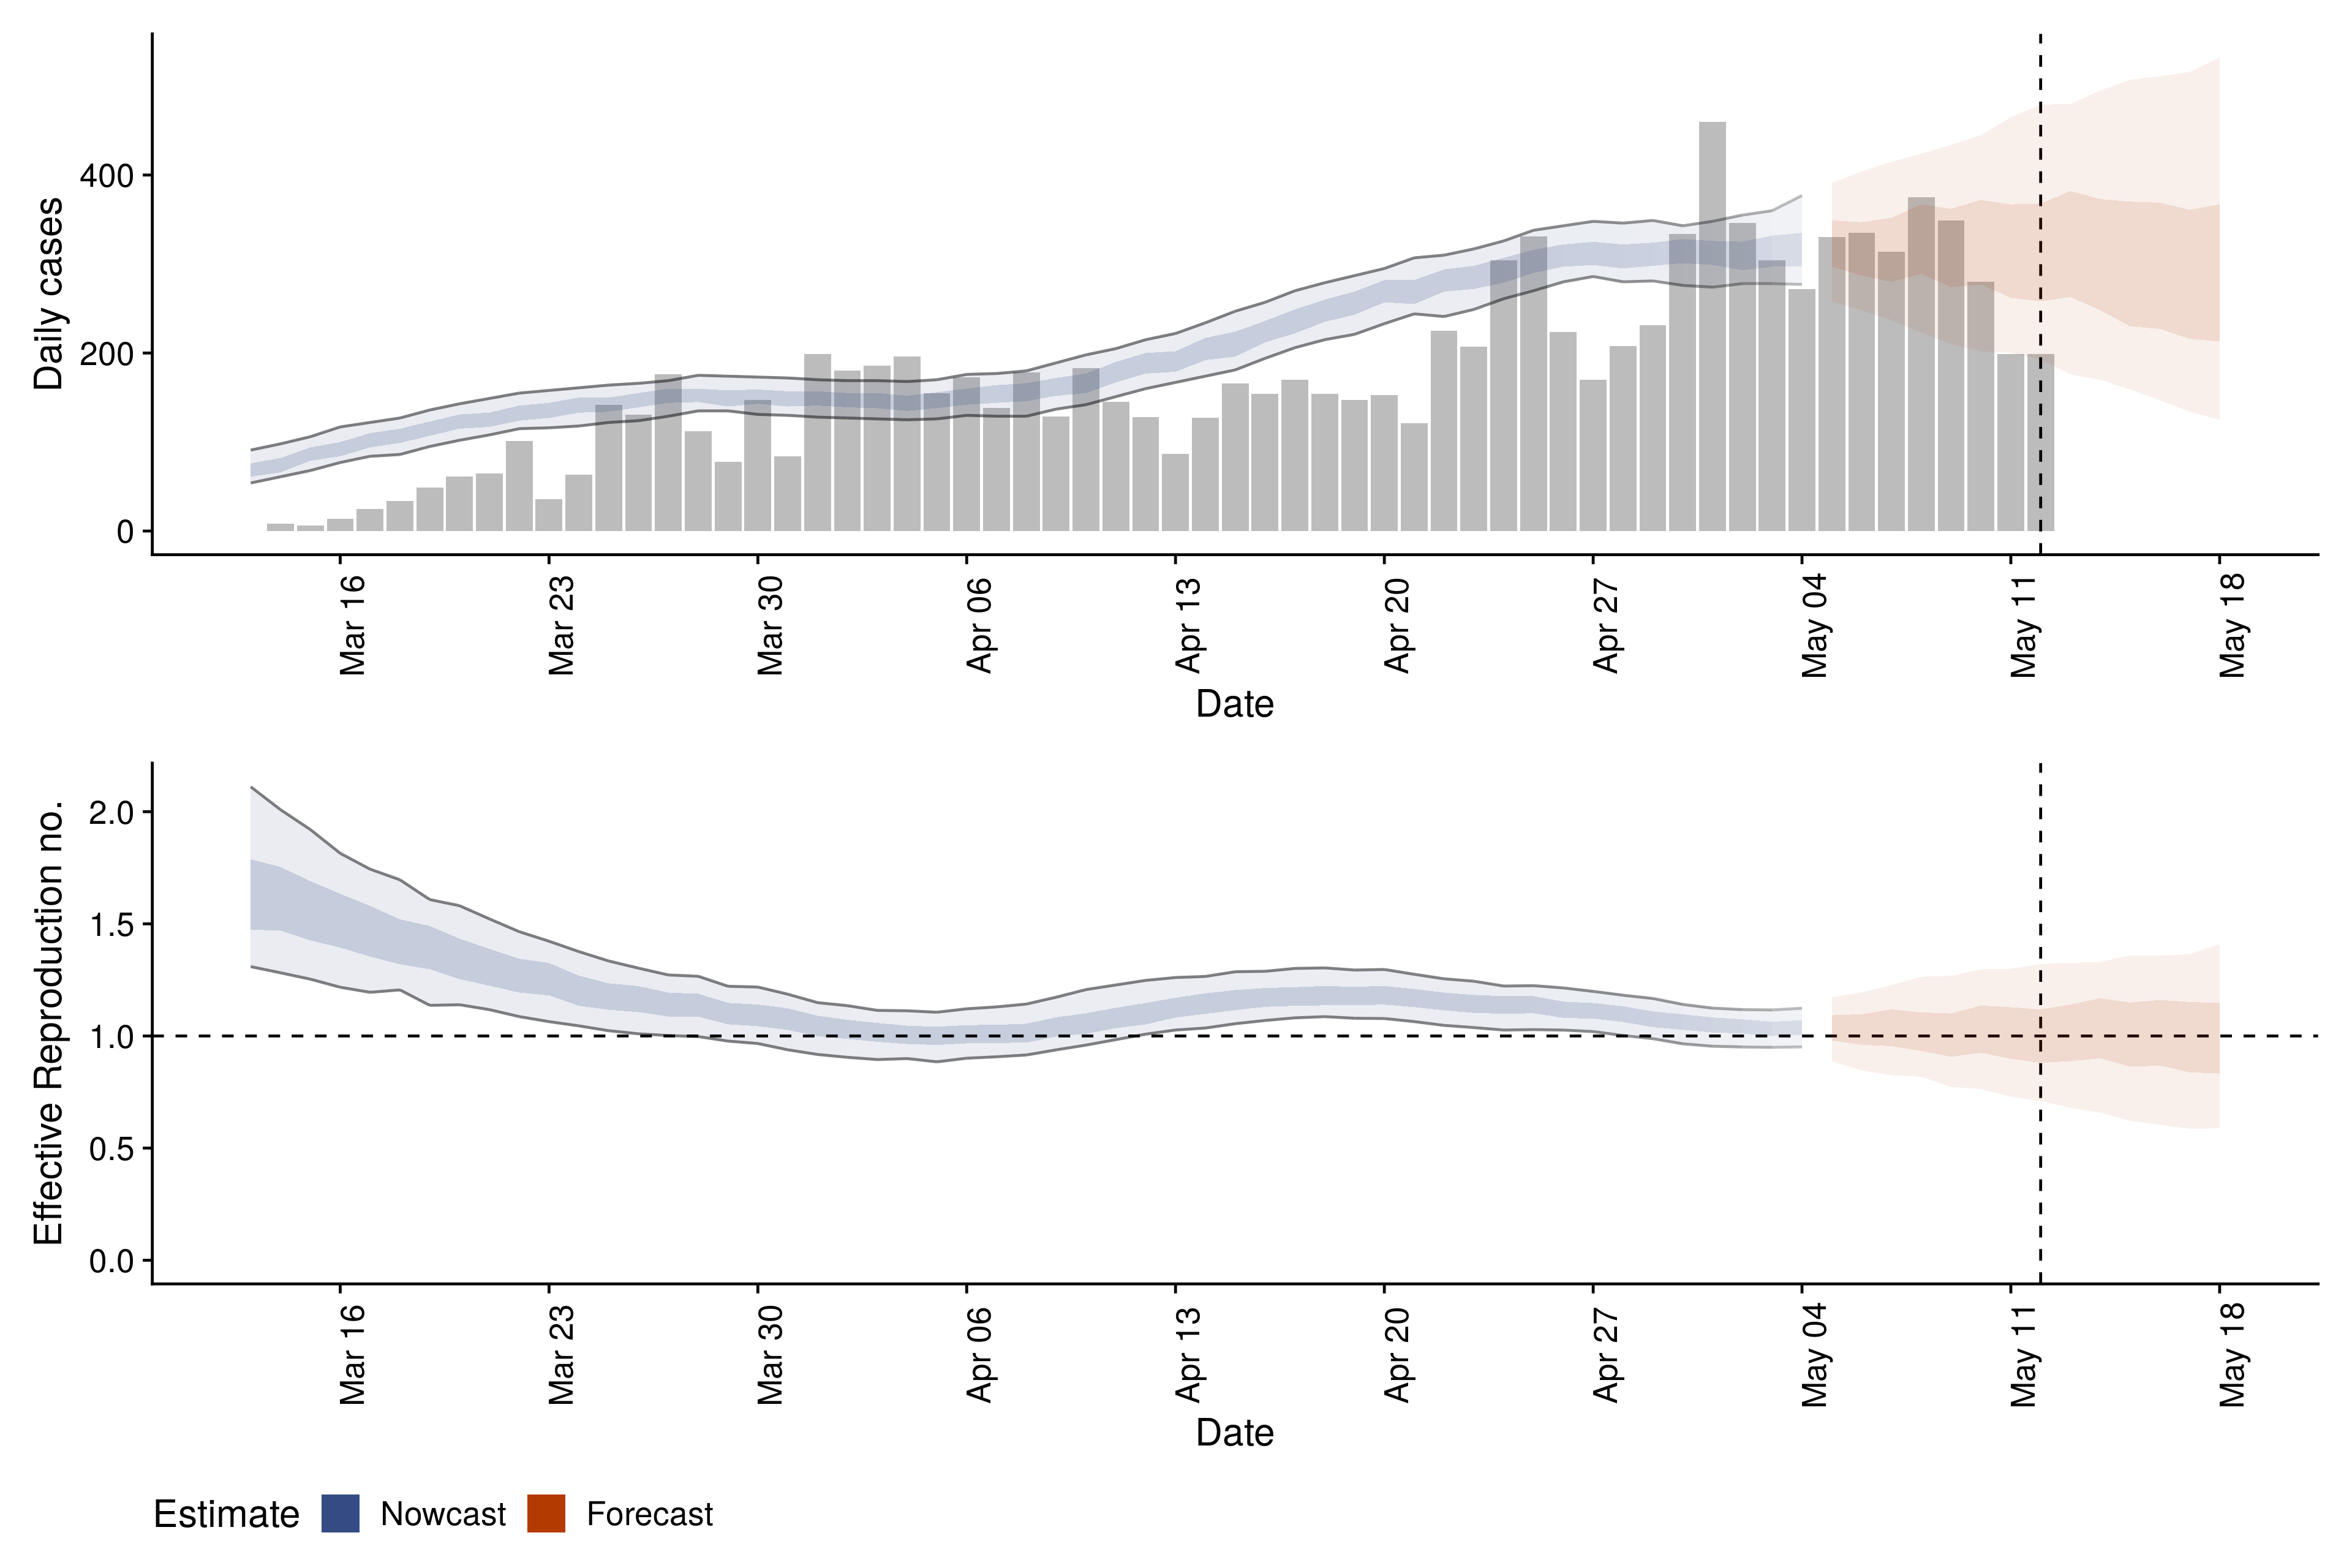 Daily cases
400
200
0
Mar 16
Mar 23
Mar 30
Apr 06
Apr 13
Apr 20
Apr 27
May 04
May 11
May 18
Date
Effective Reproduction no.
2.0
1.5
1.0
0.5
0.0
Mar 16
Mar 23
Mar 30
Apr 06
Apr 13
Apr 20
Apr 27
May 04
May 11
May 18
Date
Estimate Nowcast Forecast